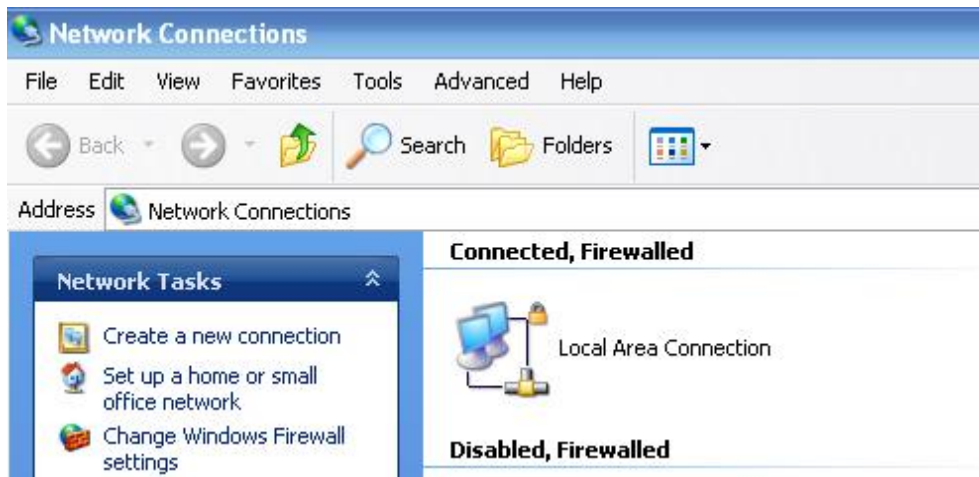 Network Connections
File Edit View Favorites Tools Advanced Help
Back Search Folders
Address Network Connections
Network Tasks
Create a new connection
Set up a home or small
office network
Change Windows Firewall
settings
Connected, Firewalled
Local Area Connection
Disabled, Firewalled